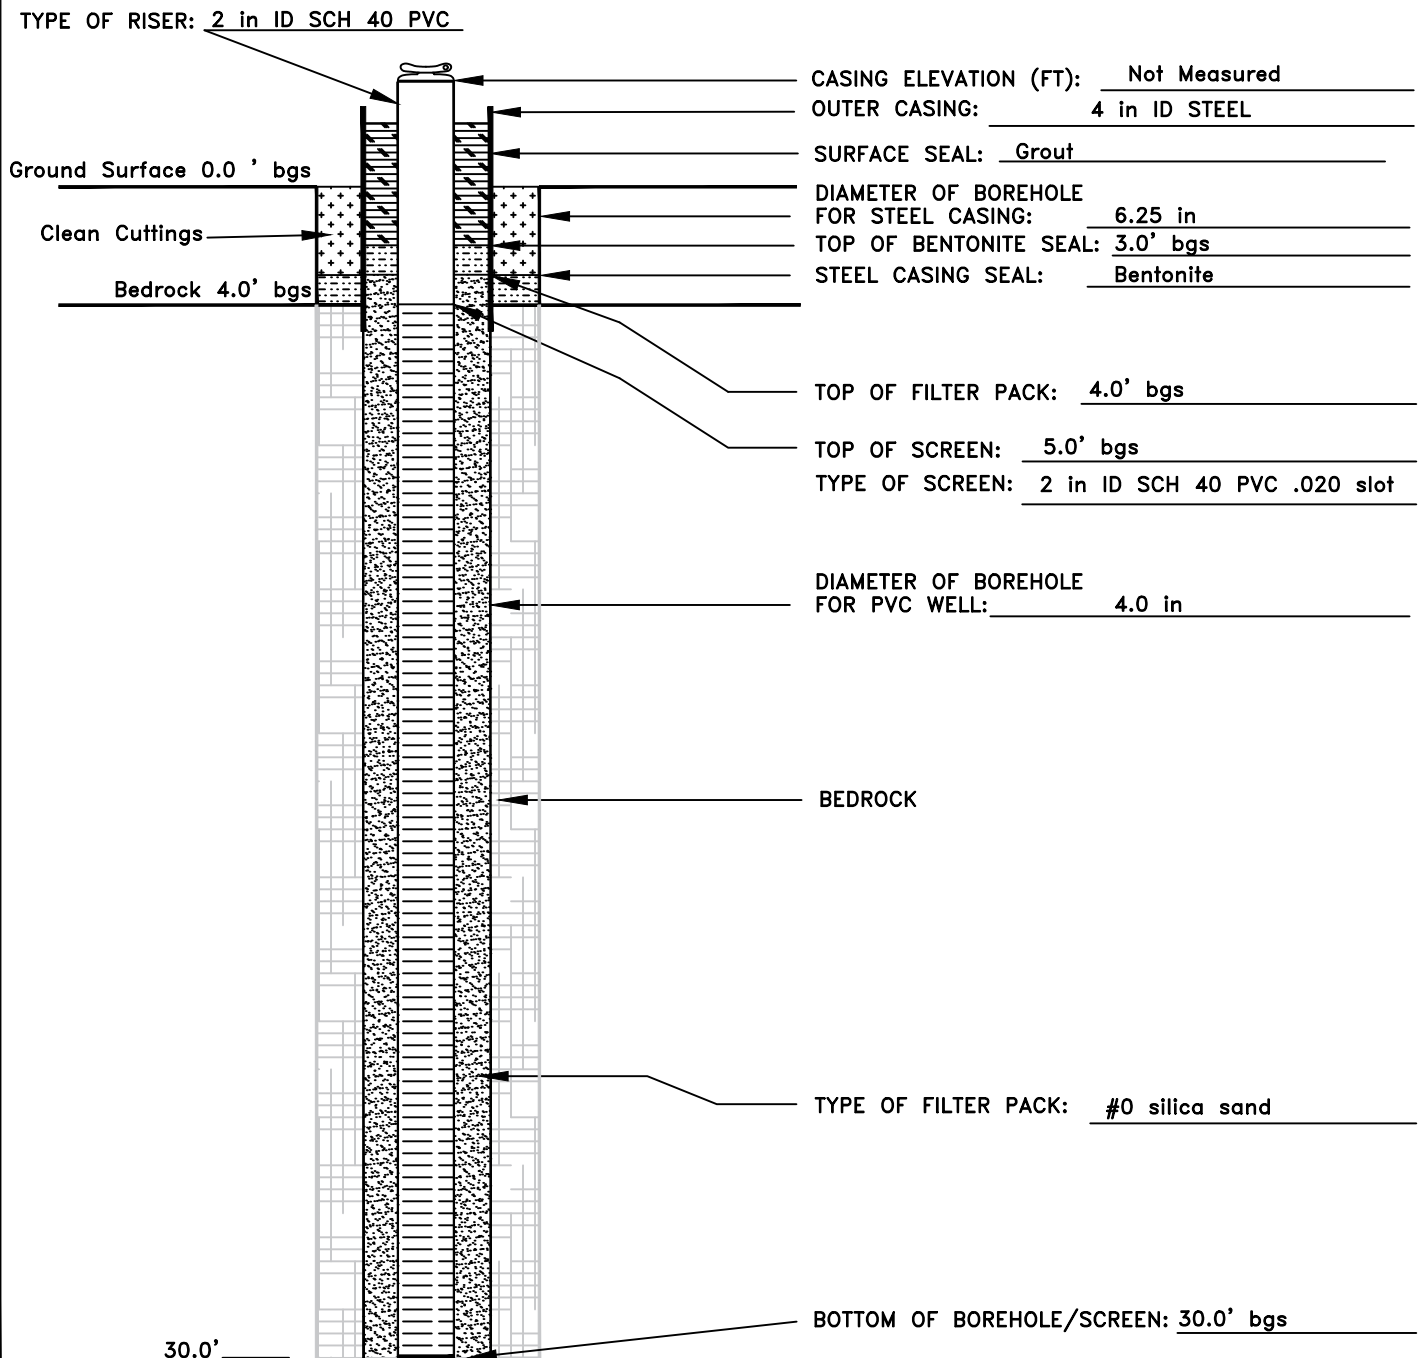 TYPE OF RISER: 2 in ID SCH 40 PVC
CASING ELEVATION (FT): Not Measured
OUTER CASING: 4 in ID STEEL
SURFACE SEAL: Grout
Ground Surface 0.0 ' bgs
DIAMETER OF BOREHOLE
FOR STEEL CASING: 6.25 in
Clean Cuttings
TOP OF BENTONITE SEAL: 3.0' bgs
STEEL CASING SEAL: Bentonite
Bedrock 4.0' bgs
TOP OF FILTER PACK: 4.0' bgs
TOP OF SCREEN: 5.0' bgs
TYPE OF SCREEN: 2 in ID SCH 40 PVC .020 slot
DIAMETER OF BOREHOLE
FOR PVC WELL: 4.0 in
BEDROCK
TYPE OF FILTER PACK: #0 silica sand
BOTTOM OF BOREHOLE/SCREEN: 30.0' bgs
30.0'